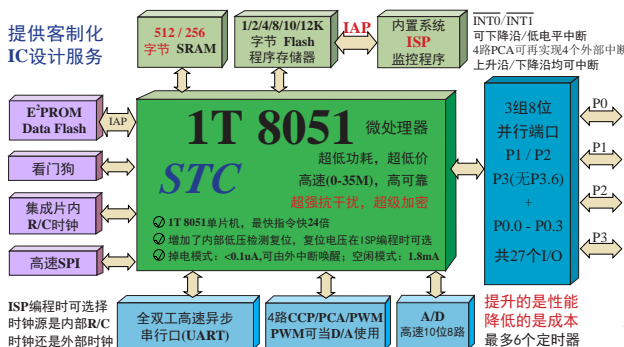 提供客制化
IC设计服务
512 / 256
字节 SRAM
1/2/4/8/10/12K
字节 Flash
程序存储器
IAP
内置系统
ISP
监控程序
INT0/INT1
可下降沿/低电平中断
4路PCA可再实现4个外部中断
上升沿/下降沿均可中断
E²PROM
Data Flash
IAP
看门狗
集成片内
R/C时钟
高速SPI
1T 8051 微处理器
STC
超低功耗，超低价
高速(0-35M)，高可靠
超强抗干扰，超级加密
1T 8051单片机，最快指令快24倍
增加了内部低压检测复位，复位电压在ISP编程时可选
掉电模式：<0.1uA,可由外中断唤醒；空闲模式：1.8mA
3组8位
并行端口
P1 / P2
P3(无P3.6)
+
P0.0 - P0.3
共27个I/O
P0
P1
P2
P3
ISP编程时可选择
时钟源是内部R/C
时钟还是外部时钟
全双工高速异步
串行口(UART)
4路CCP/PCA/PWM
PWM可当D/A使用
A/D
高速10位8路
提升的是性能
降低的是成本
最多6个定时器